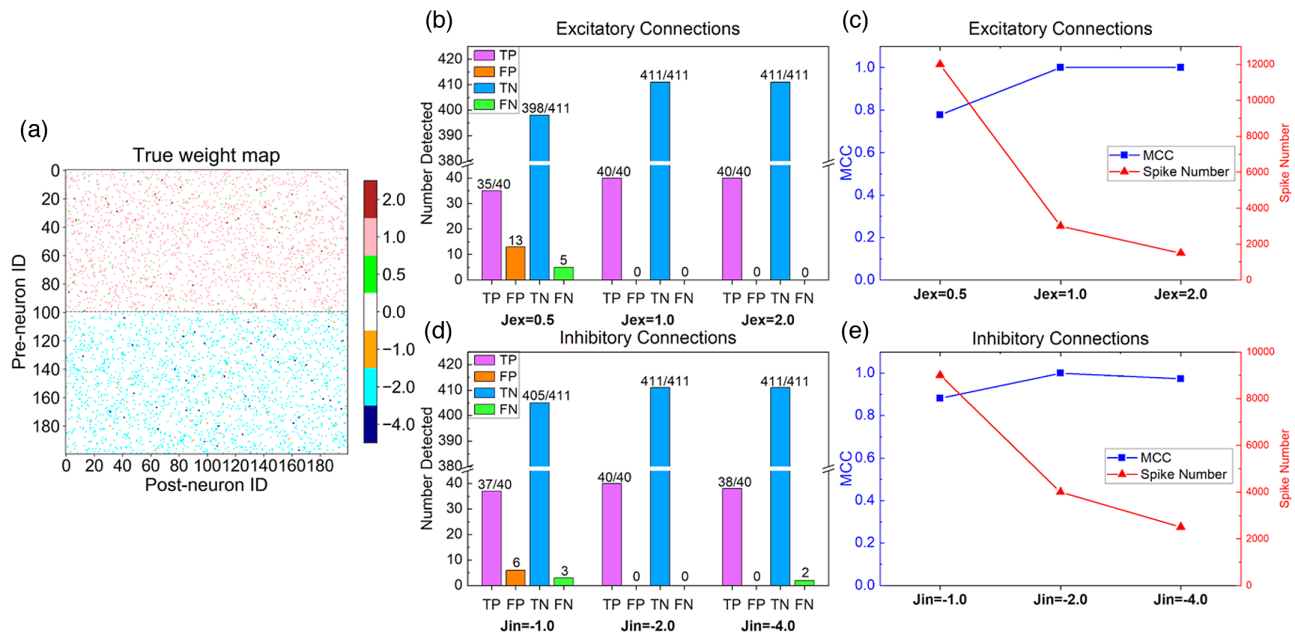 (a)
True weight map
0
20
40
60
80
100
120
140
160
180
Pre-neuron ID
0 20 40 60 80 100 120 140 160 180
Post-neuron ID
2.0
1.0
0.5
0.0
−1.0
−2.0
−4.0
(b)
Excitatory Connections
Number Detected
420
410
400
390
380
40
30
20
10
0
TP
FP
TN
FN
35/40
13
398/411
5
40/40
0
411/411
0
40/40
0
411/411
0
TP FP TN FN TP FP TN FN TP FP TN FN
Jex=0.5 Jex=1.0 Jex=2.0
(c)
Excitatory Connections
MCC
1.0
0.8
0.6
0.4
0.2
0.0
MCC
Spike Number
12000
10000
8000
6000
4000
2000
0
Spike Number
Jex=0.5 Jex=1.0 Jex=2.0
(d)
Inhibitory Connections
Number Detected
420
410
400
390
380
40
30
20
10
0
TP
FP
TN
FN
37/40
6
405/411
3
40/40
0
411/411
0
38/40
0
411/411
2
TP FP TN FN TP FP TN FN TP FP TN FN
Jin=-1.0 Jin=-2.0 Jin=-4.0
(e)
Inhibitory Connections
MCC
1.0
0.8
0.6
0.4
0.2
0.0
MCC
Spike Number
10000
8000
6000
4000
2000
0
Spike Number
Jin=-1.0 Jin=-2.0 Jin=-4.0